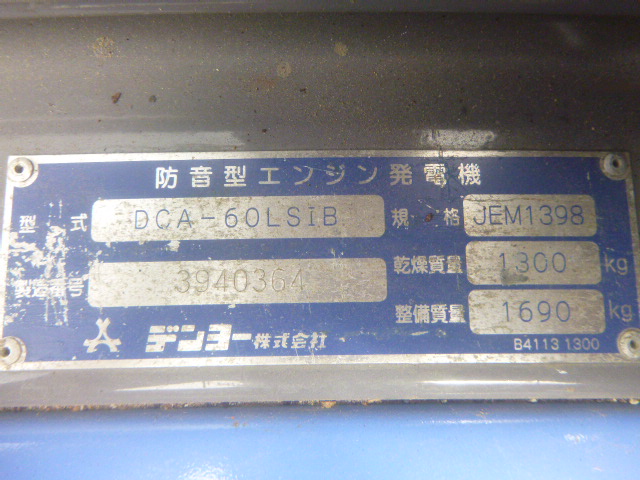 防音型エンジン発電機
型式 DCA-60LSIB 規格 JEM1398
製造番号 3940364 乾燥質量 1300 kg
整備質量 1690 kg
デンヨー株式会社 B4113 1300